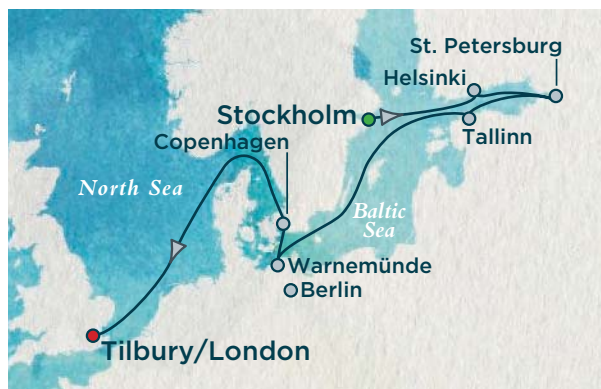 St. Petersburg
Helsinki
Stockholm
Copenhagen
Tallinn
North Sea
Baltic
Sea
Warnemünde
Berlin
Tilbury/London